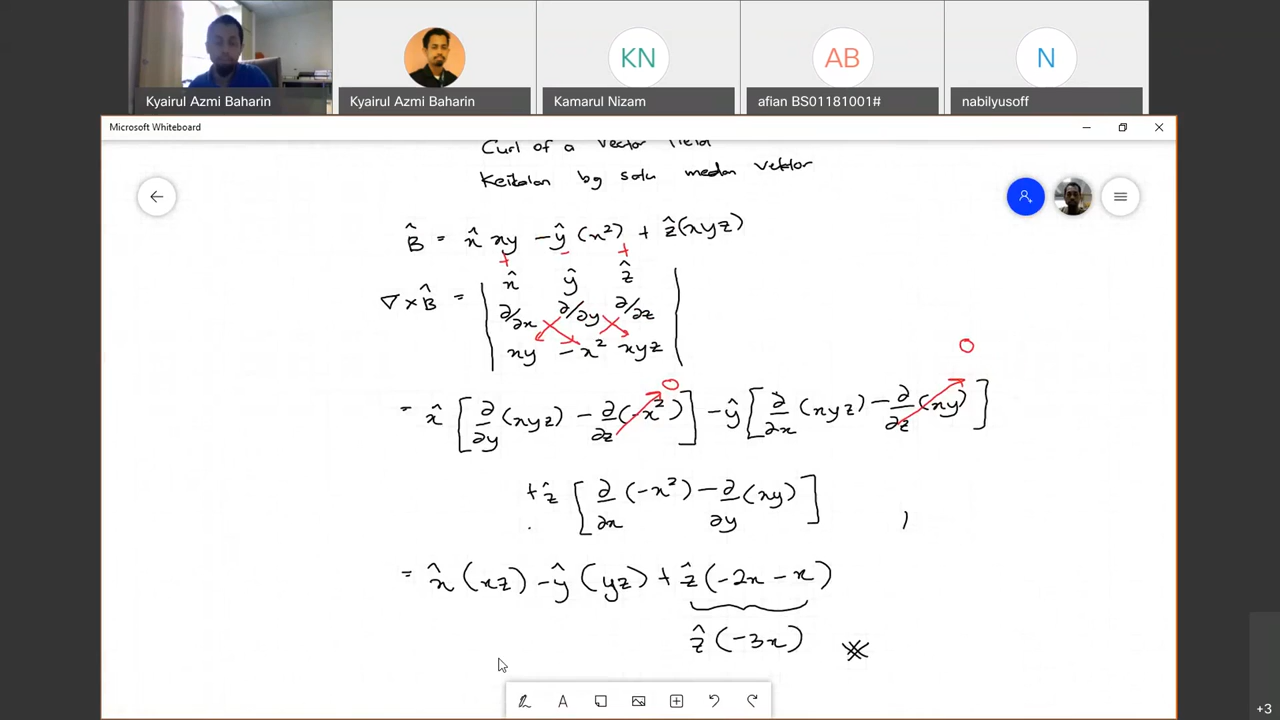 KN
AB
N
Kyairul Azmi Baharin
Kyairul Azmi Baharin
Kamarul Nizam
afian BS01181001#
nabilyusoff
Microsoft Whiteboard
Curl of a vector field
bg satu medan vektor
B̂ = x̂ xy - ŷ (x²) + ẑ(xyz)
+ - +
x̂ ŷ ẑ
∇ × B̂ = | ∂/∂x ∂/∂y ∂/∂z |
xy -x² xyz
0
0
= x̂ [ ∂/∂y (xyz) - ∂/∂z (-x²) ] - ŷ [ ∂/∂x (xyz) - ∂/∂z (xy) ]
+ ẑ [ ∂/∂x (-x²) - ∂/∂y (xy) ]
= x̂ (xz) - ŷ (yz) + ẑ (-2x - x)
ẑ (-3x)
A
+3